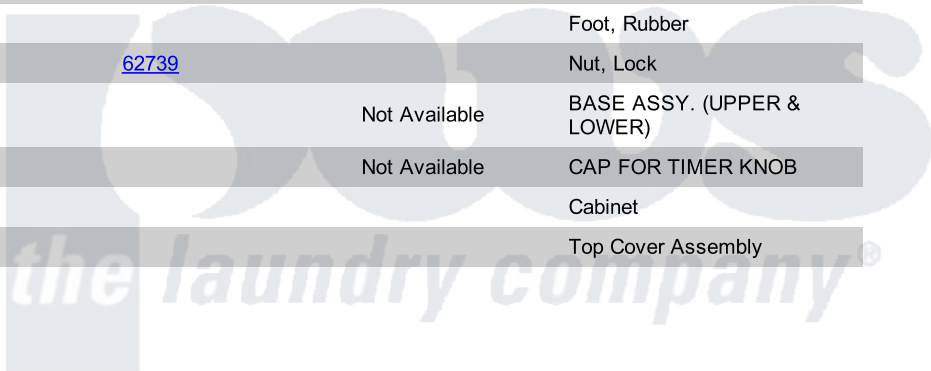 Foot, Rubber
62739 Nut, Lock
Not Available BASE ASSY. (UPPER &
LOWER)
Not Available CAP FOR TIMER KNOB
Cabinet
Top Cover Assembly
the laundry company®